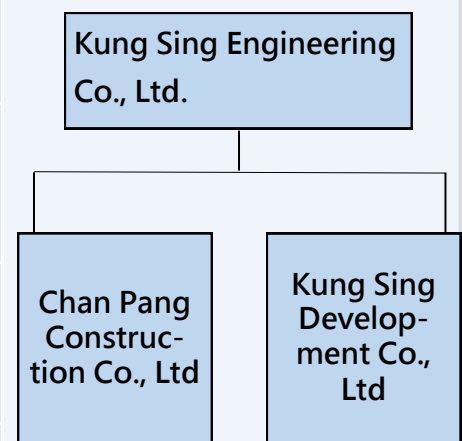 Kung Sing Engineering
Co., Ltd.
Chan Pang
Construc-
tion Co., Ltd
Kung Sing
Develop-
ment Co.,
Ltd